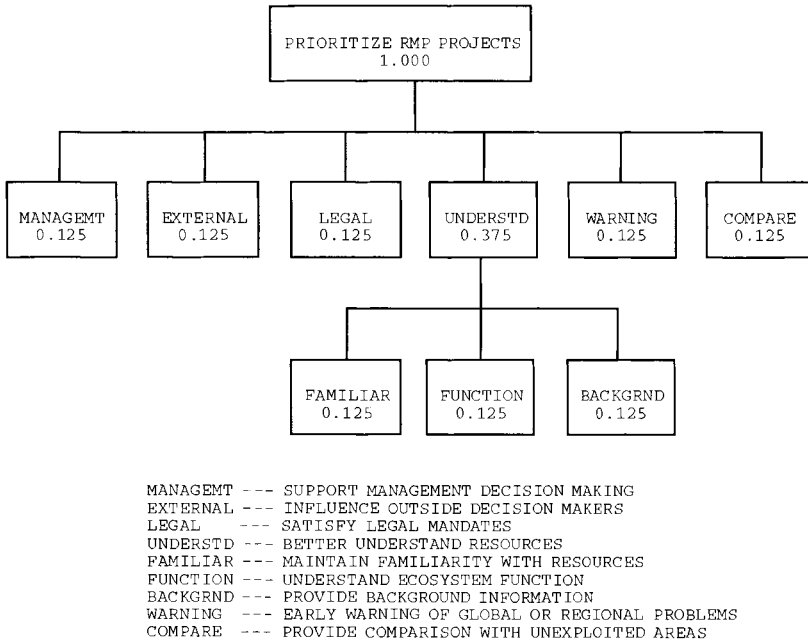 PRIORITIZE RMP PROJECTS
1.000
MANAGEMT EXTERNAL LEGAL UNDERSTD WARNING COMPARE
0.125 0.125 0.125 0.375 0.125 0.125
FAMILIAR FUNCTION BACKGRND
0.125 0.125 0.125
MANAGEMT --- SUPPORT MANAGEMENT DECISION MAKING
EXTERNAL --- INFLUENCE OUTSIDE DECISION MAKERS
LEGAL --- SATISFY LEGAL MANDATES
UNDERSTD --- BETTER UNDERSTAND RESOURCES
FAMILIAR --- MAINTAIN FAMILIARITY WITH RESOURCES
FUNCTION --- UNDERSTAND ECOSYSTEM FUNCTION
BACKGRND --- PROVIDE BACKGROUND INFORMATION
WARNING --- EARLY WARNING OF GLOBAL OR REGIONAL PROBLEMS
COMPARE --- PROVIDE COMPARISON WITH UNEXPLOITED AREAS